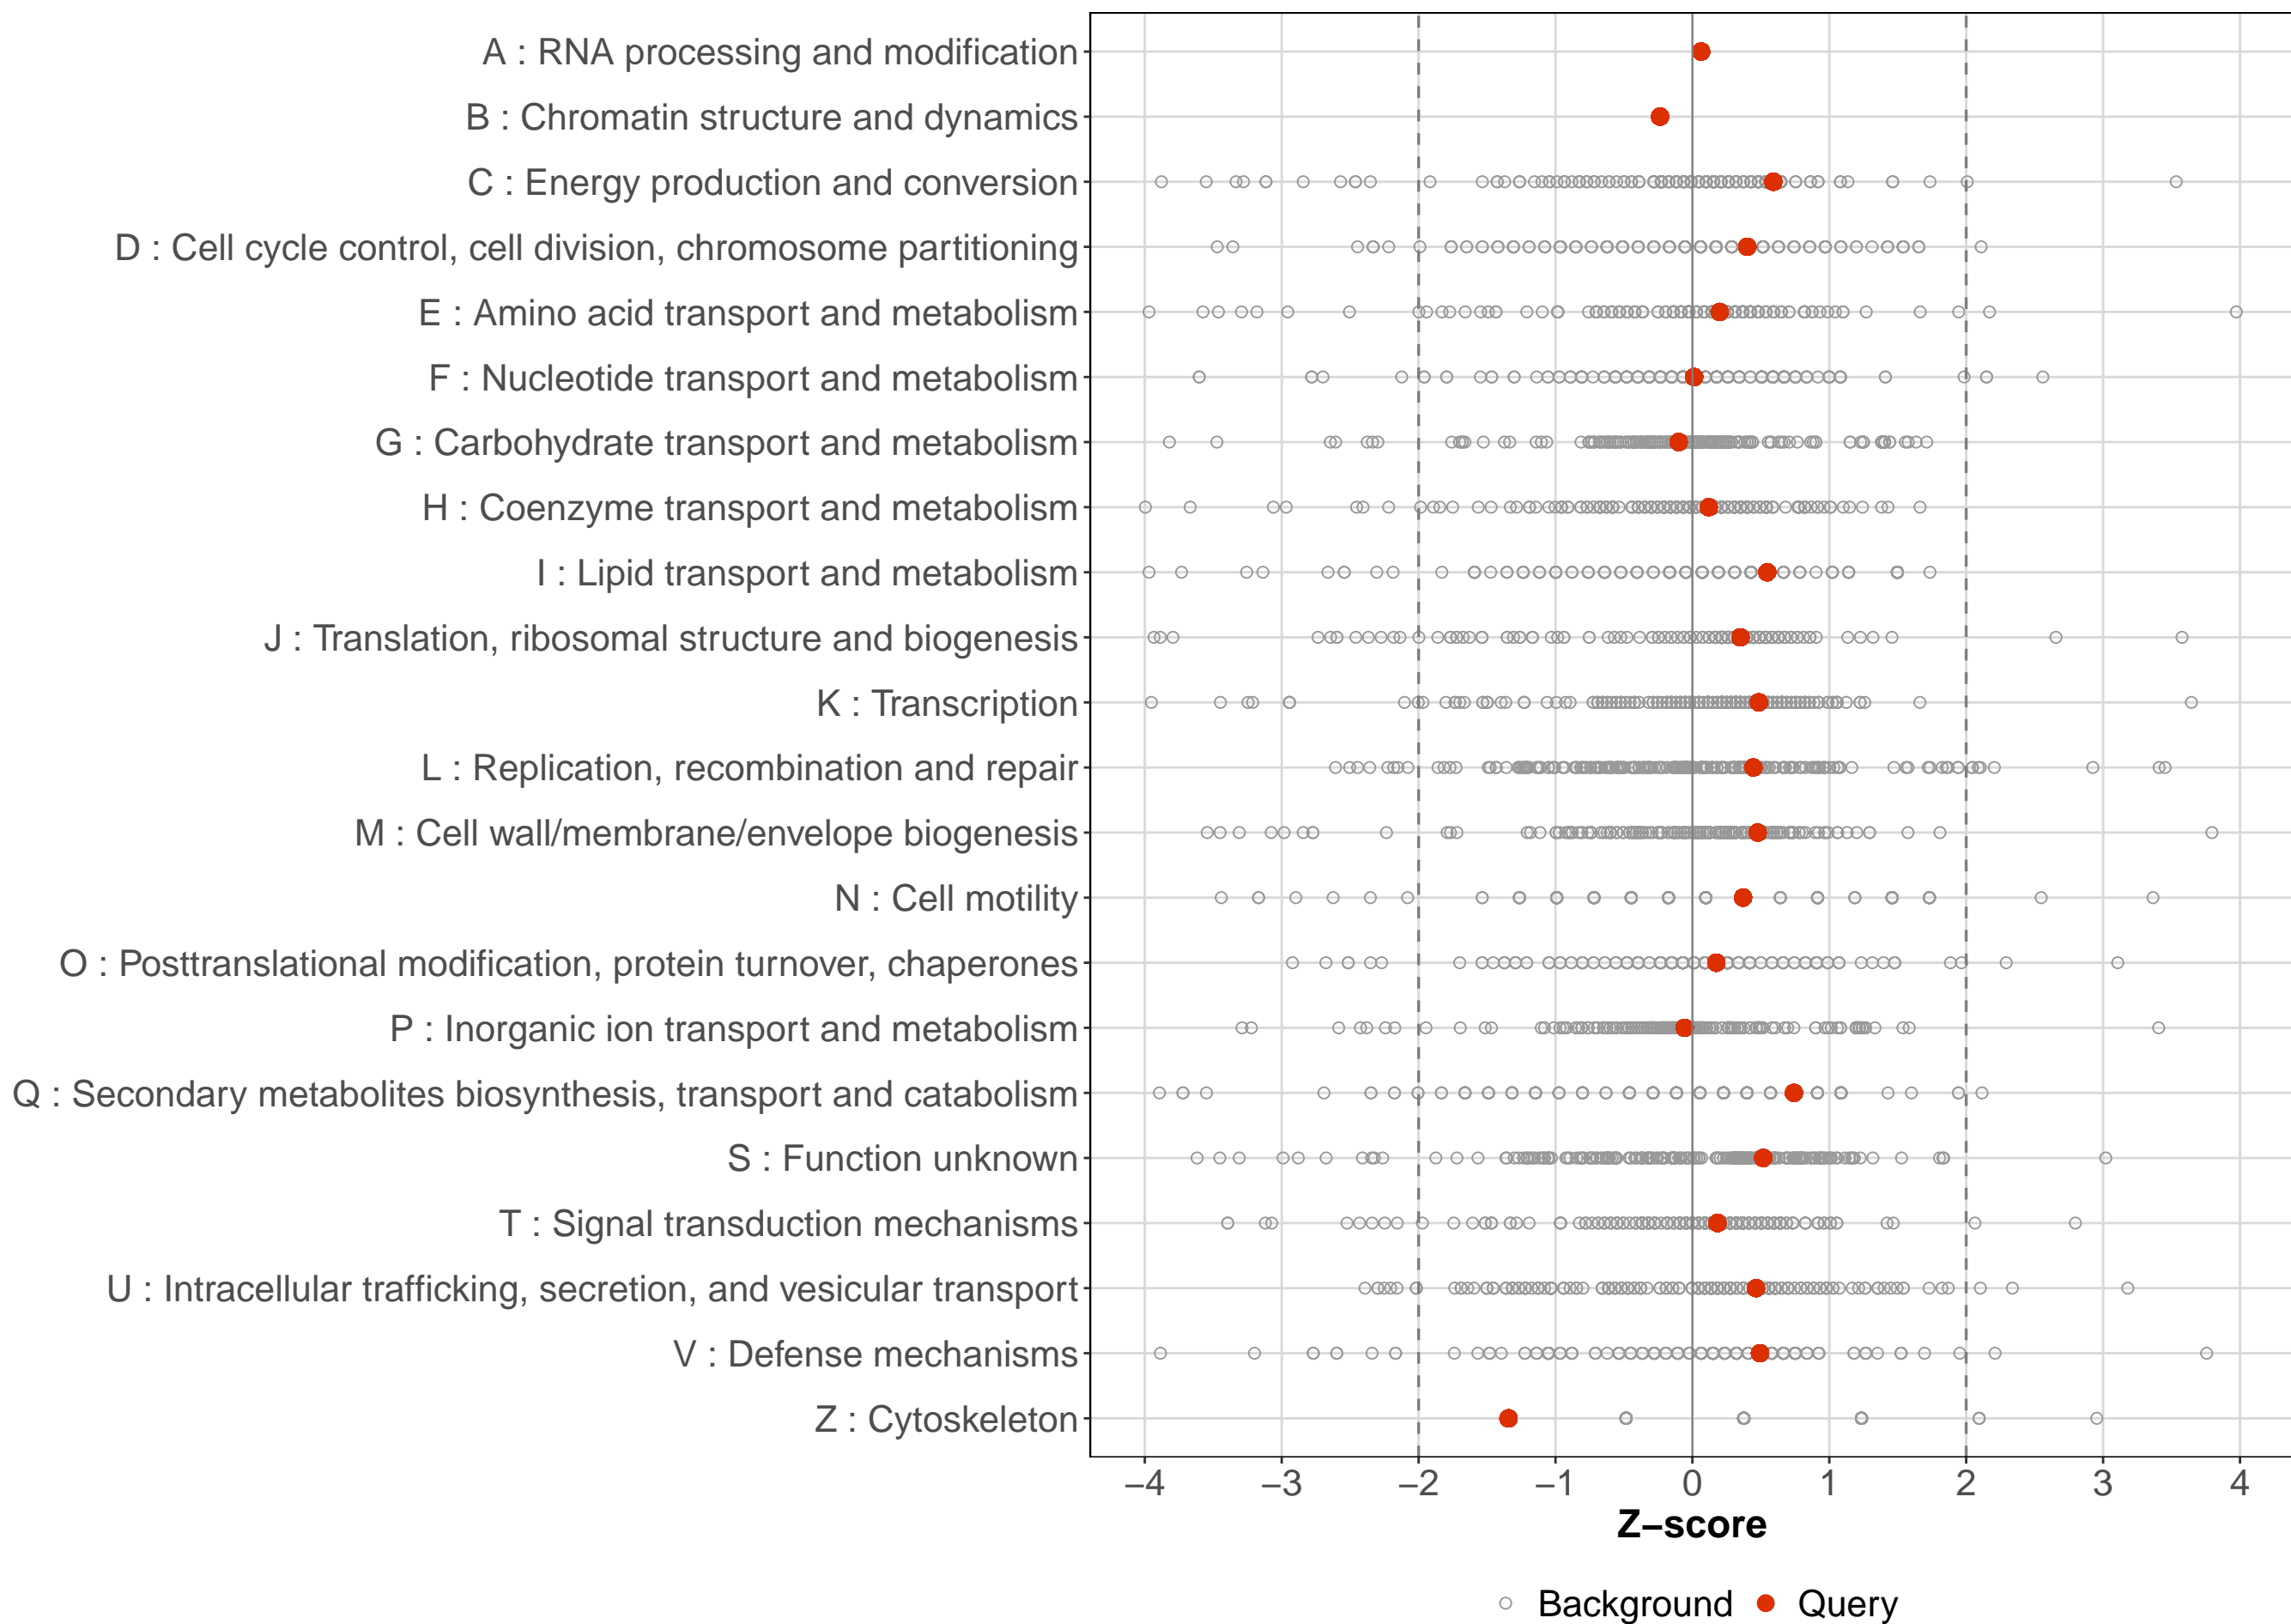 A : RNA processing and modification
B : Chromatin structure and dynamics
C : Energy production and conversion
D : Cell cycle control, cell division, chromosome partitioning
E : Amino acid transport and metabolism
F : Nucleotide transport and metabolism
G : Carbohydrate transport and metabolism
H : Coenzyme transport and metabolism
I : Lipid transport and metabolism
J : Translation, ribosomal structure and biogenesis
K : Transcription
L : Replication, recombination and repair
M : Cell wall/membrane/envelope biogenesis
N : Cell motility
O : Posttranslational modification, protein turnover, chaperones
P : Inorganic ion transport and metabolism
Q : Secondary metabolites biosynthesis, transport and catabolism
S : Function unknown
T : Signal transduction mechanisms
U : Intracellular trafficking, secretion, and vesicular transport
V : Defense mechanisms
Z : Cytoskeleton
−4 −3 −2 −1 0 1 2 3 4
Z−score
Background Query